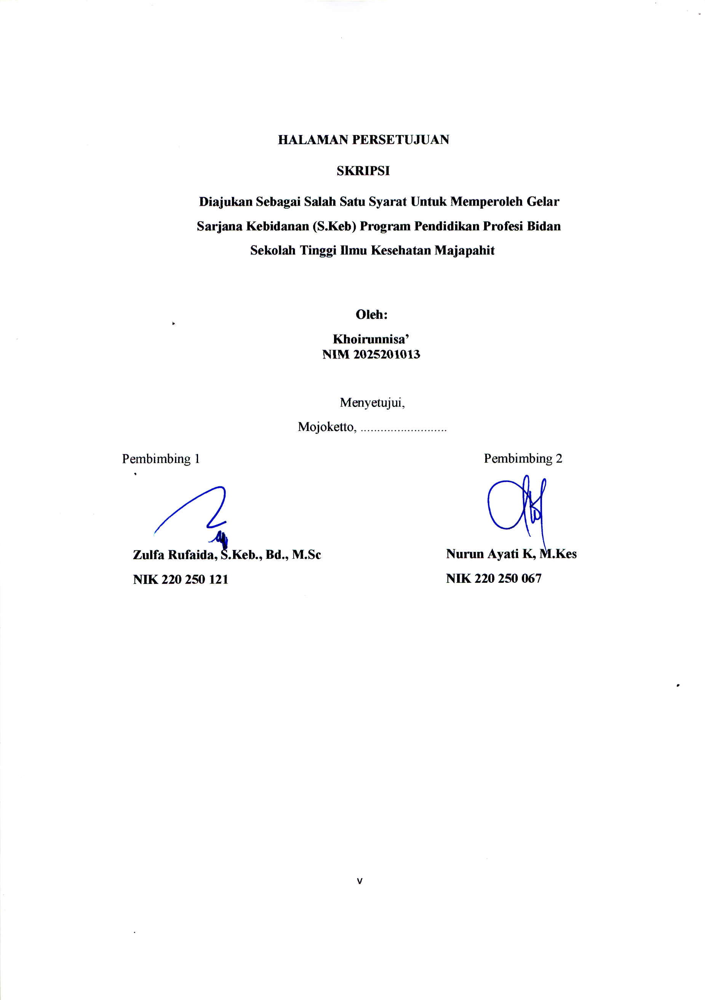 HALAMAN PERSETUJUAN
SKRIPSI
Diajukan Sebagai Salah Satu Syarat Untuk Memperoleh Gelar
Sarjana Kebidanan (S.Keb) Program Pendidikan Profesi Bidan
Sekolah Tinggi Ilmu Kesehatan Majapahit
Oleh:
Khoirunnisa’
NIM 2025201013
Menyetujui,
Mojoketto, ..........................
Pembimbing 1
Pembimbing 2
Zulfa Rufaida, S.Keb., Bd., M.Sc
Nurun Ayati K, M.Kes
NIK 220 250 121
NIK 220 250 067
v